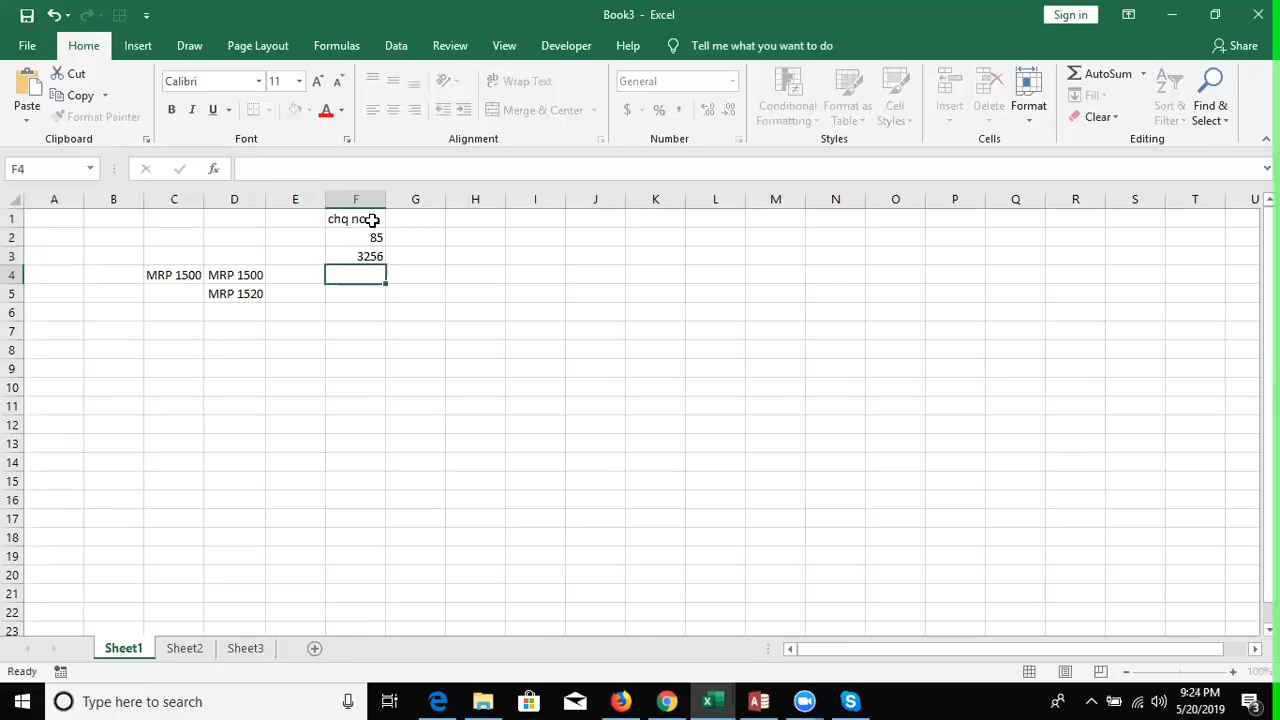 Book3 - Excel
Sign in
File Home Insert Draw Page Layout Formulas Data Review View Developer Help Tell me what you want to do Share
Paste
Cut
Copy
Format Painter
Clipboard
Calibri 11
B I U
Font
Wrap Text
Merge & Center
Alignment
General
$ % ,
Number
Conditional Formatting
Format as Table
Cell Styles
Styles
Insert
Delete
Format
Cells
AutoSum
Fill
Clear
Sort & Filter
Find & Select
Editing
F4
fx
A B C D E F G H I J K L M N O P Q R S T U
1 chq no
2 85
3 3256
4 MRP 1500 MRP 1500
5 MRP 1520
6
7
8
9
10
11
12
13
14
15
16
17
18
19
20
21
22
23
Sheet1 Sheet2 Sheet3
Ready
100%
Type here to search
9:24 PM
5/20/2019
3